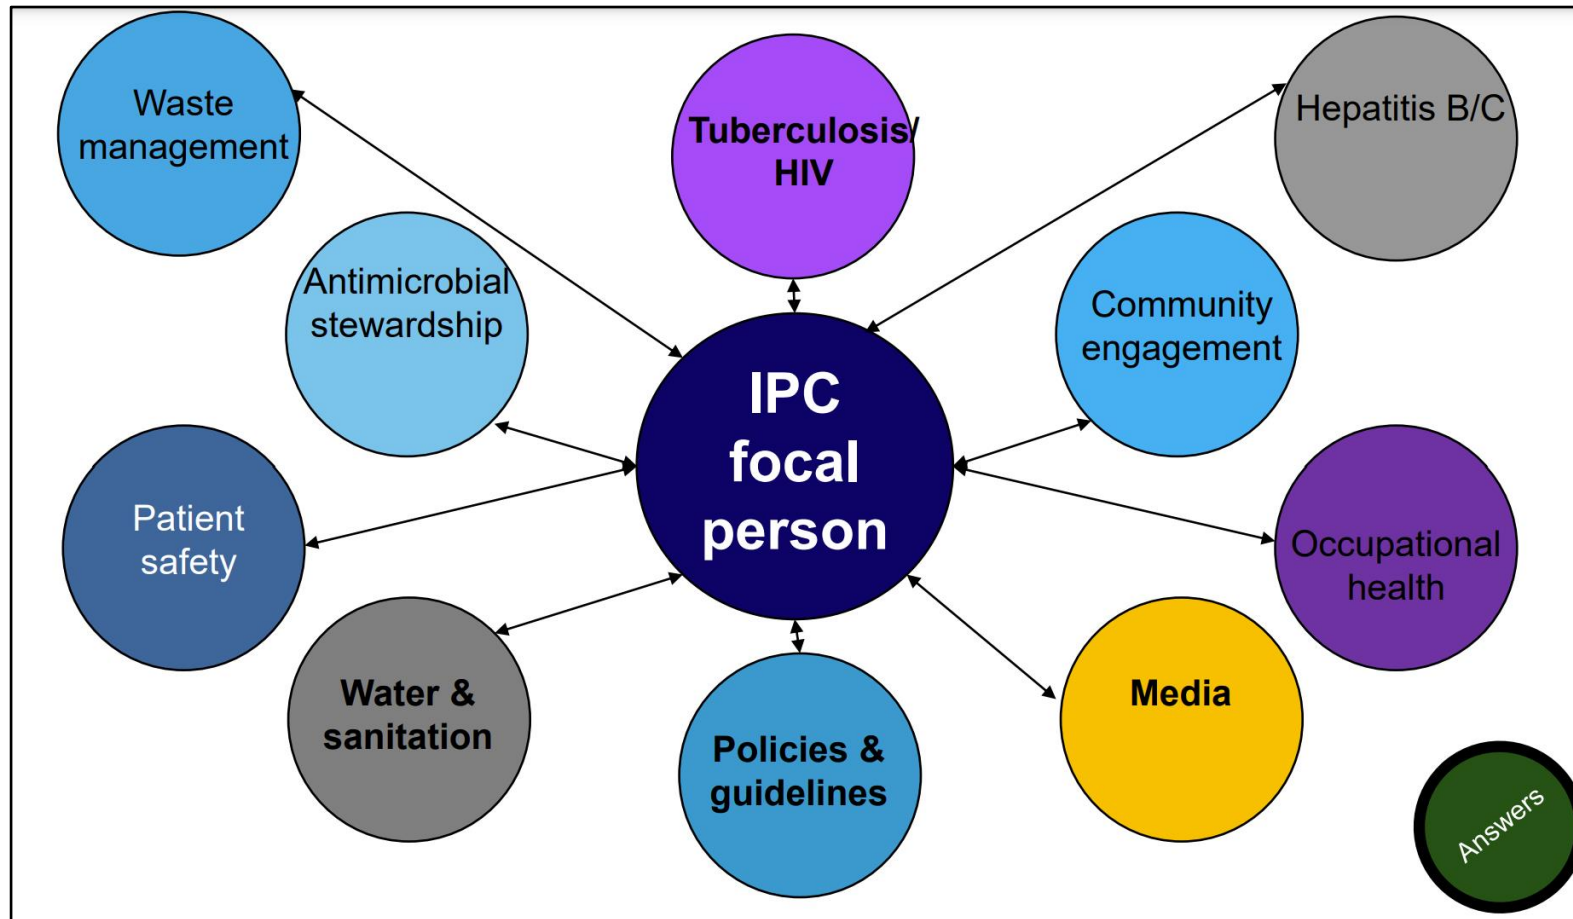 Waste
management
Tuberculosis/
HIV
Hepatitis B/C
Antimicrobial
stewardship
Community
engagement
IPC
focal
person
Patient
safety
Occupational
health
Water &
sanitation
Policies &
guidelines
Media
Answers